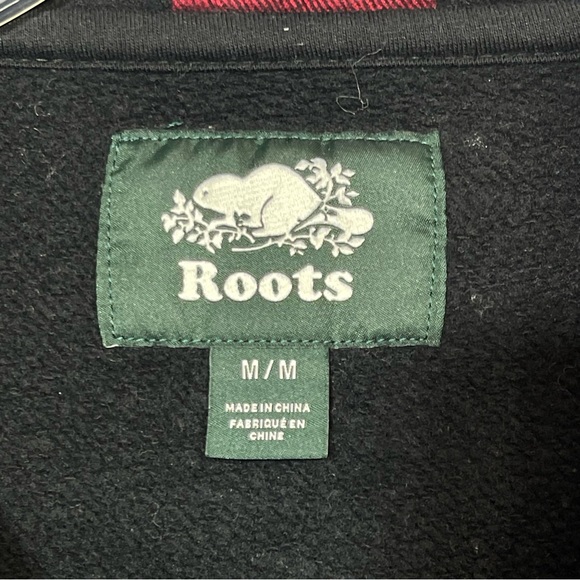 Roots
M/M
MADE IN CHINA
FABRIQUÉ EN
CHINE